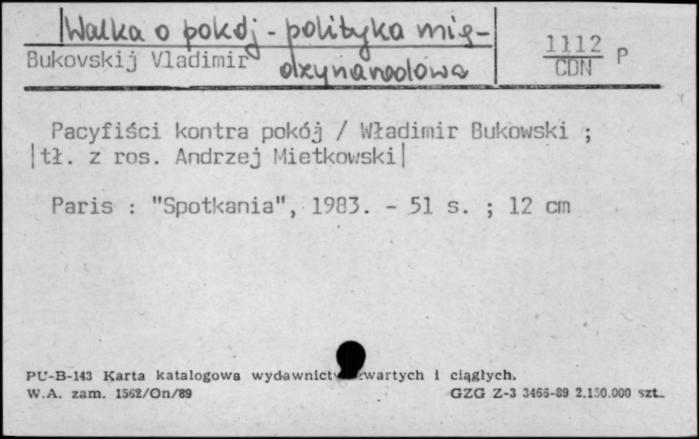 Walka o pokój - polityka mię-
dzynarodowa
Bukovskij Vladimir
1112 P
CDN
Pacyfiści kontra pokój / Władimir Bukowski ;
|tł. z ros. Andrzej Mietkowski|
Paris : "Spotkania", 1983. - 51 s. ; 12 cm
PU-B-143 Karta katalogowa wydawnictw zwartych i ciągłych.
W.A. zam. 1562/On/89 GZG Z-3 3466-89 2.150.000 szt.